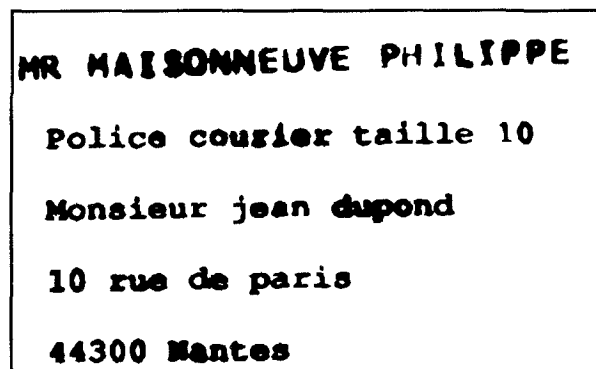 MR MAISONNEUVE PHILIPPE
Police courier taille 10
Monsieur jean dupond
10 rue de paris
44300 Nantes